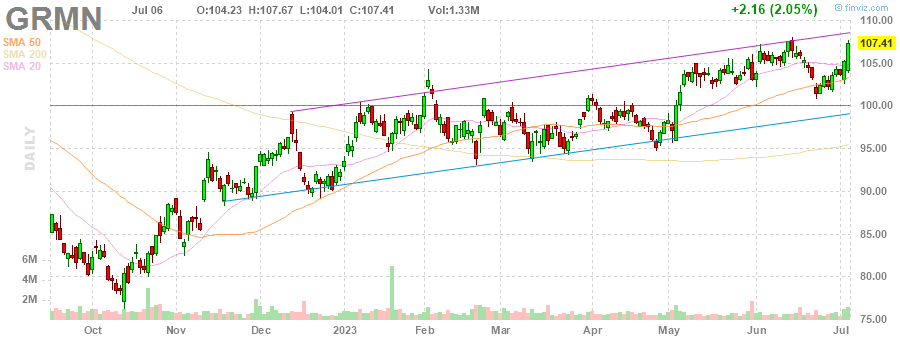 GRMN Jul 06 O:104.23 H:107.67 L:104.01 C:107.41 Vol:1.33M +2.16 (2.05%) © finviz.com
SMA 50
SMA 200
SMA 20
DAILY
110.00
107.41
105.00
100.00
95.00
90.00
85.00
80.00
75.00
6M
4M
2M
Oct Nov Dec 2023 Feb Mar Apr May Jun Jul